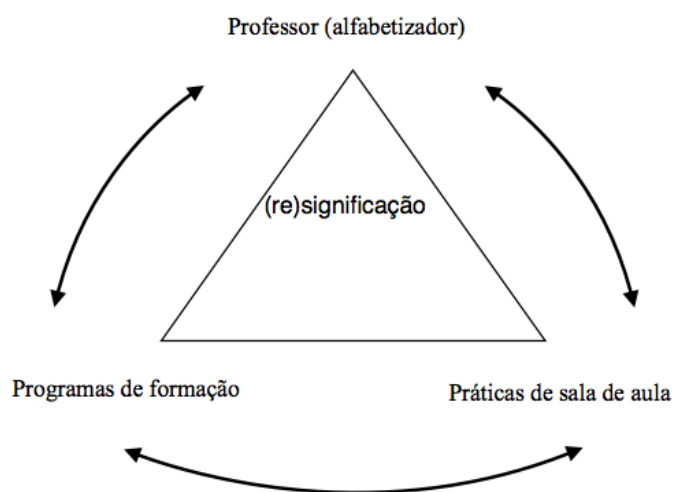 Professor (alfabetizador)
(re)significação
Programas de formação
Práticas de sala de aula